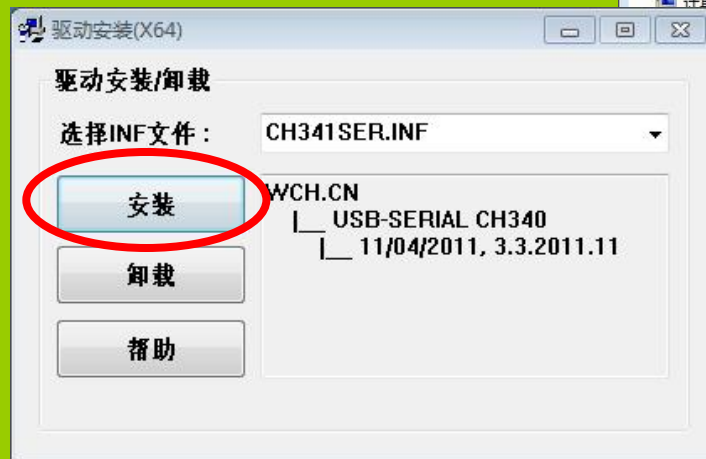 驱动安装(X64)
驱动安装/卸载
选择INF文件：
CH341SER.INF
安装
WCH.CN
|__ USB-SERIAL CH340
|__ 11/04/2011, 3.3.2011.11
卸载
帮助